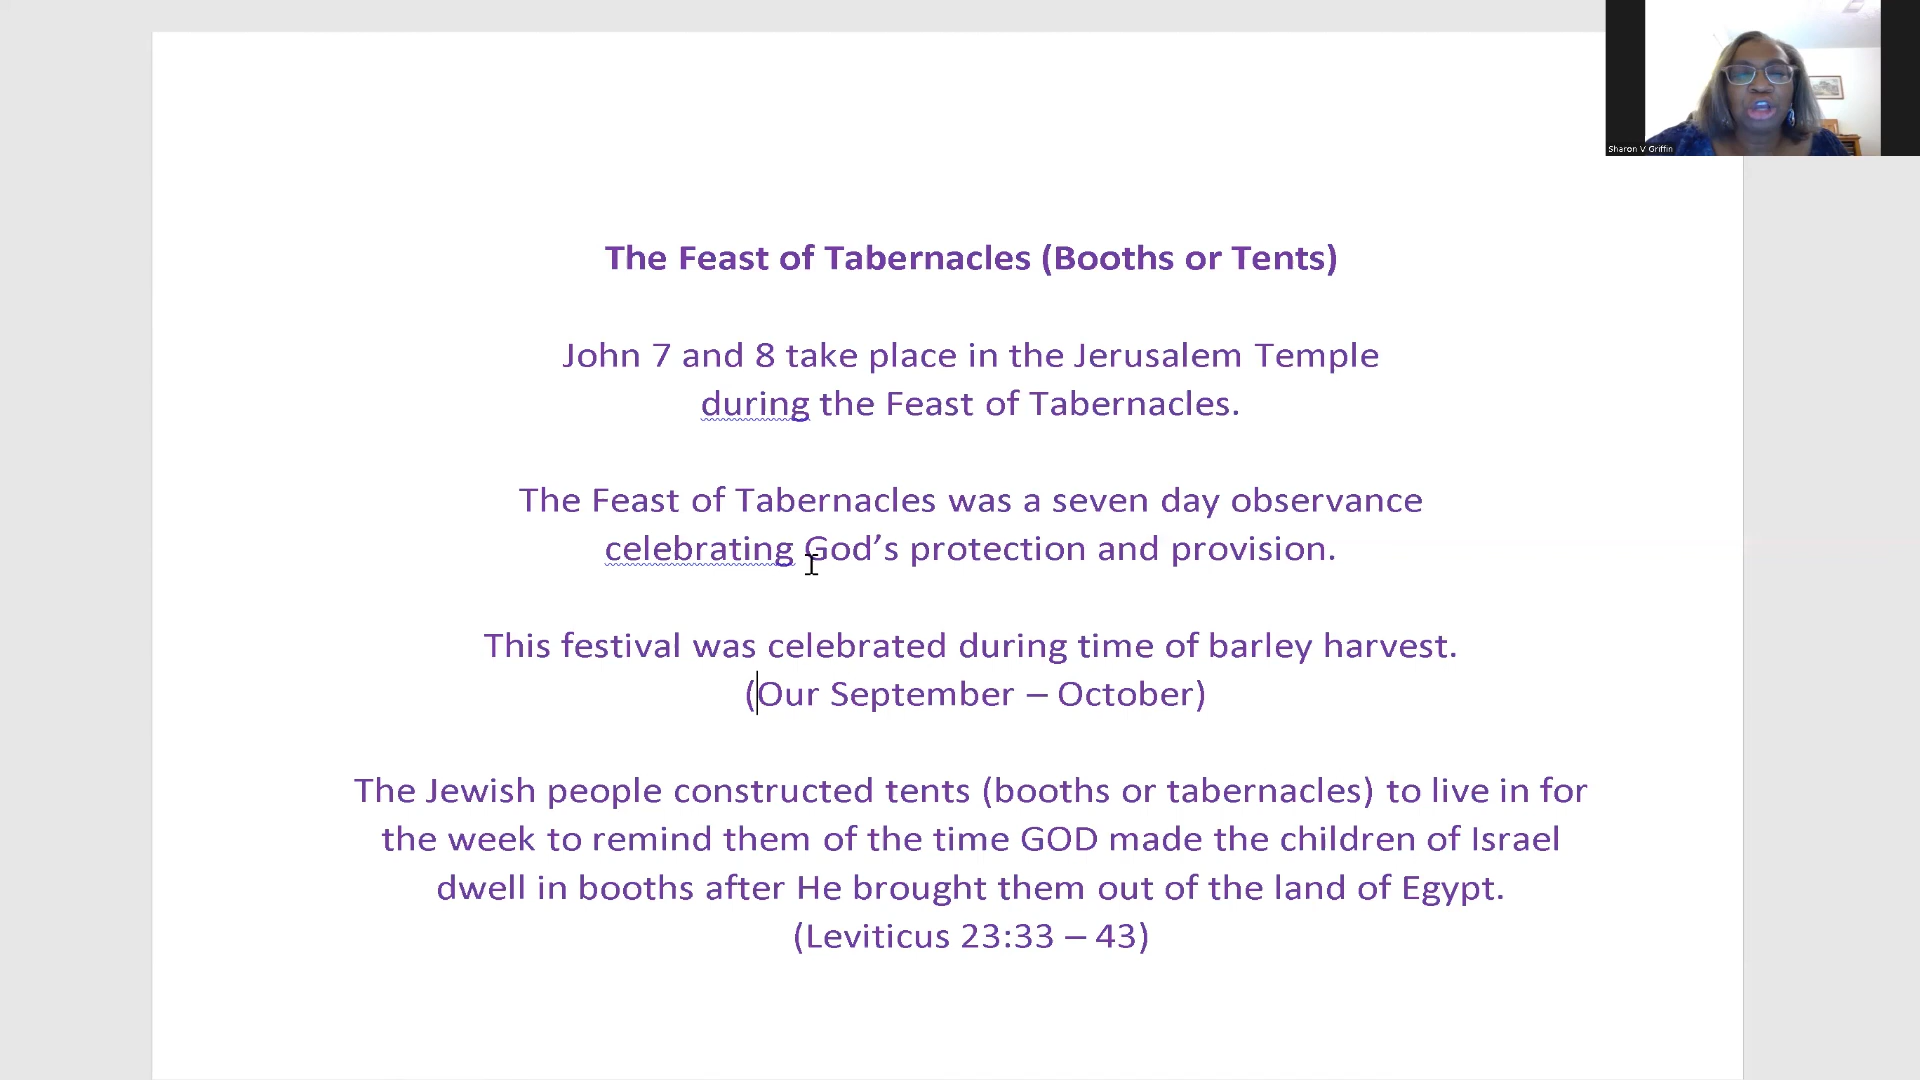 Sharon V Griffin
The Feast of Tabernacles (Booths or Tents)
John 7 and 8 take place in the Jerusalem Temple
during the Feast of Tabernacles.
The Feast of Tabernacles was a seven day observance
celebrating God’s protection and provision.
This festival was celebrated during time of barley harvest.
(Our September – October)
The Jewish people constructed tents (booths or tabernacles) to live in for
the week to remind them of the time GOD made the children of Israel
dwell in booths after He brought them out of the land of Egypt.
(Leviticus 23:33 – 43)